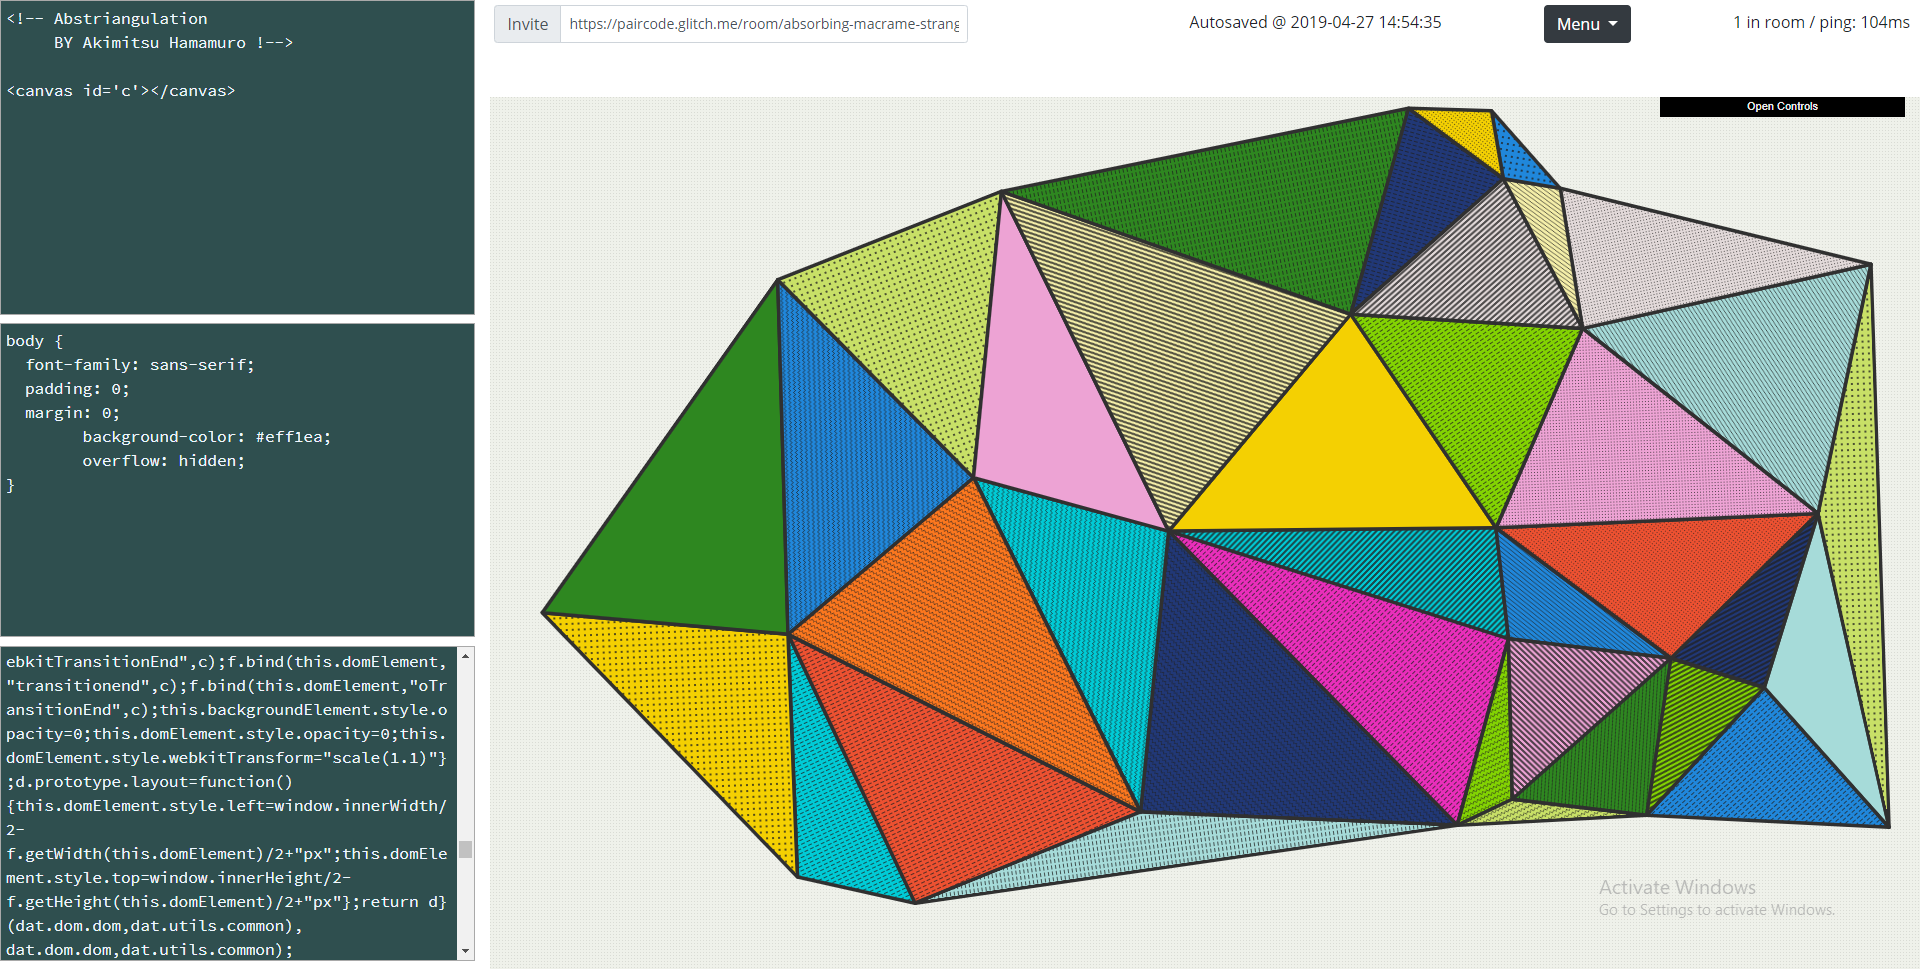 <!-- Abstriangulation
BY Akimitsu Hamamuro !-->
<canvas id='c'></canvas>
body {
font-family: sans-serif;
padding: 0;
margin: 0;
background-color: #eff1ea;
overflow: hidden;
}
ebkitTransitionEnd",c);f.bind(this.domElement,
"transitionend",c);f.bind(this.domElement,"oTr
ansitionEnd",c);this.backgroundElement.style.o
pacity=0;this.domElement.style.opacity=0;this.
domElement.style.webkitTransform="scale(1.1)"}
;d.prototype.layout=function()
{this.domElement.style.left=window.innerWidth/
2-
f.getWidth(this.domElement)/2+"px";this.domEle
ment.style.top=window.innerHeight/2-
f.getHeight(this.domElement)/2+"px"};return d}
(dat.dom.dom,dat.utils.common),
dat.dom.dom,dat.utils.common);
Invite https://paircode.glitch.me/room/absorbing-macrame-strang
Autosaved @ 2019-04-27 14:54:35
Menu
1 in room / ping: 104ms
Open Controls
Activate Windows
Go to Settings to activate Windows.